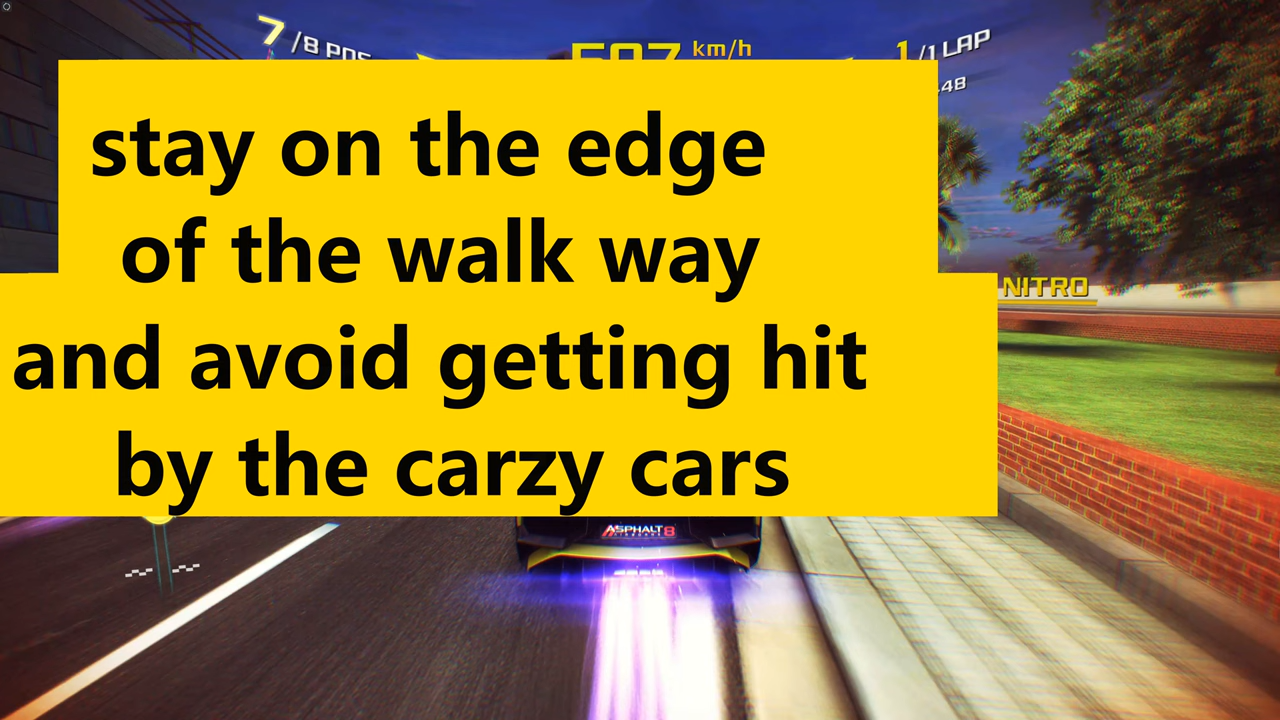 7/8 POS
km/h
1/1 LAP
.48
stay on the edge
of the walk way
and avoid getting hit
by the carzy cars
NITRO
ASPHALT 8